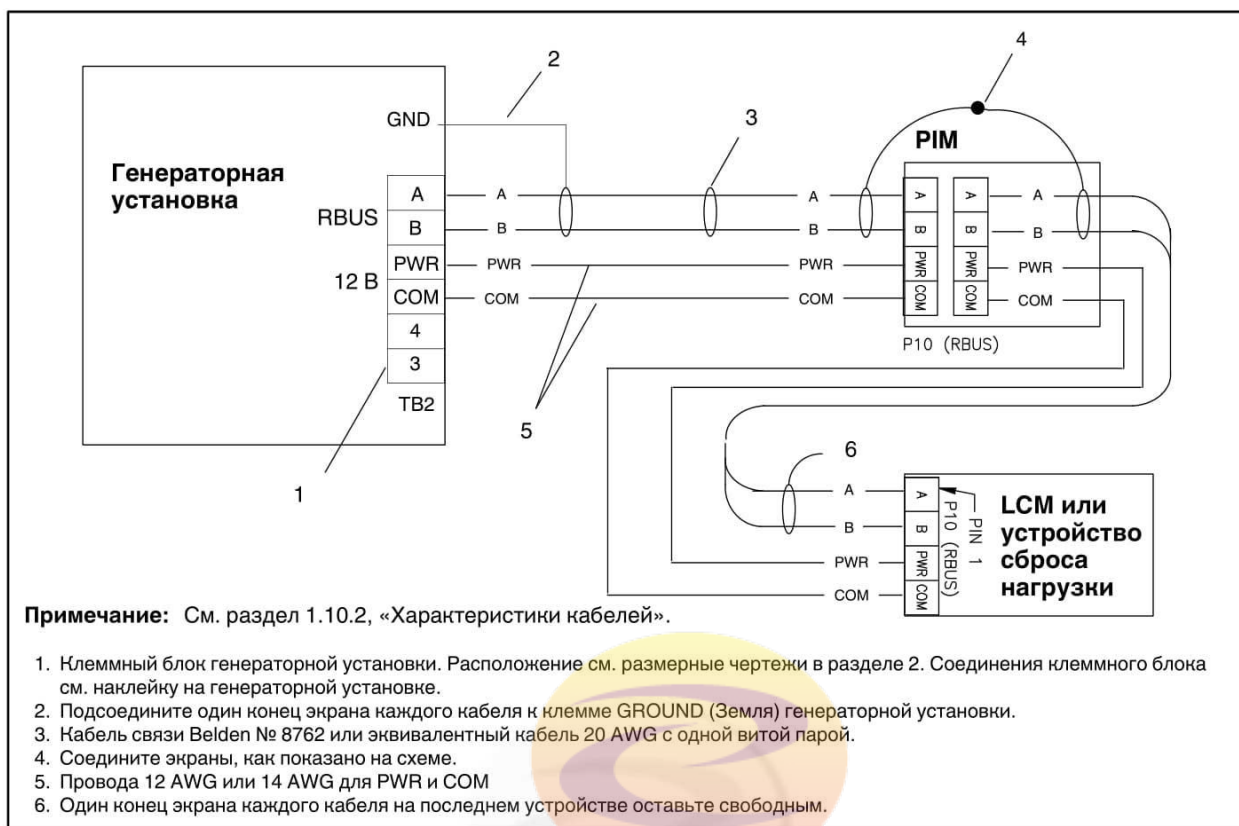 4
2
GND
3
PIM
Генераторная
установка
RBUS
A
B
12 В
PWR
COM
4
3
TB2
A
A
B
B
PWR
PWR
COM
COM
A
B
PWR
COM
A
B
PWR
COM
A
B
PWR
COM
P10 (RBUS)
5
1
6
A
B
PWR
COM
A
B
PWR
COM
PIN 1
P10 (RBUS)
LCM или
устройство
сброса
нагрузки
Примечание: См. раздел 1.10.2, «Характеристики кабелей».
1. Клеммный блок генераторной установки. Расположение см. размерные чертежи в разделе 2. Соединения клеммного блока
см. наклейку на генераторной установке.
2. Подсоедините один конец экрана каждого кабеля к клемме GROUND (Земля) генераторной установки.
3. Кабель связи Belden № 8762 или эквивалентный кабель 20 AWG с одной витой парой.
4. Соедините экраны, как показано на схеме.
5. Провода 12 AWG или 14 AWG для PWR и COM
6. Один конец экрана каждого кабеля на последнем устройстве оставьте свободным.